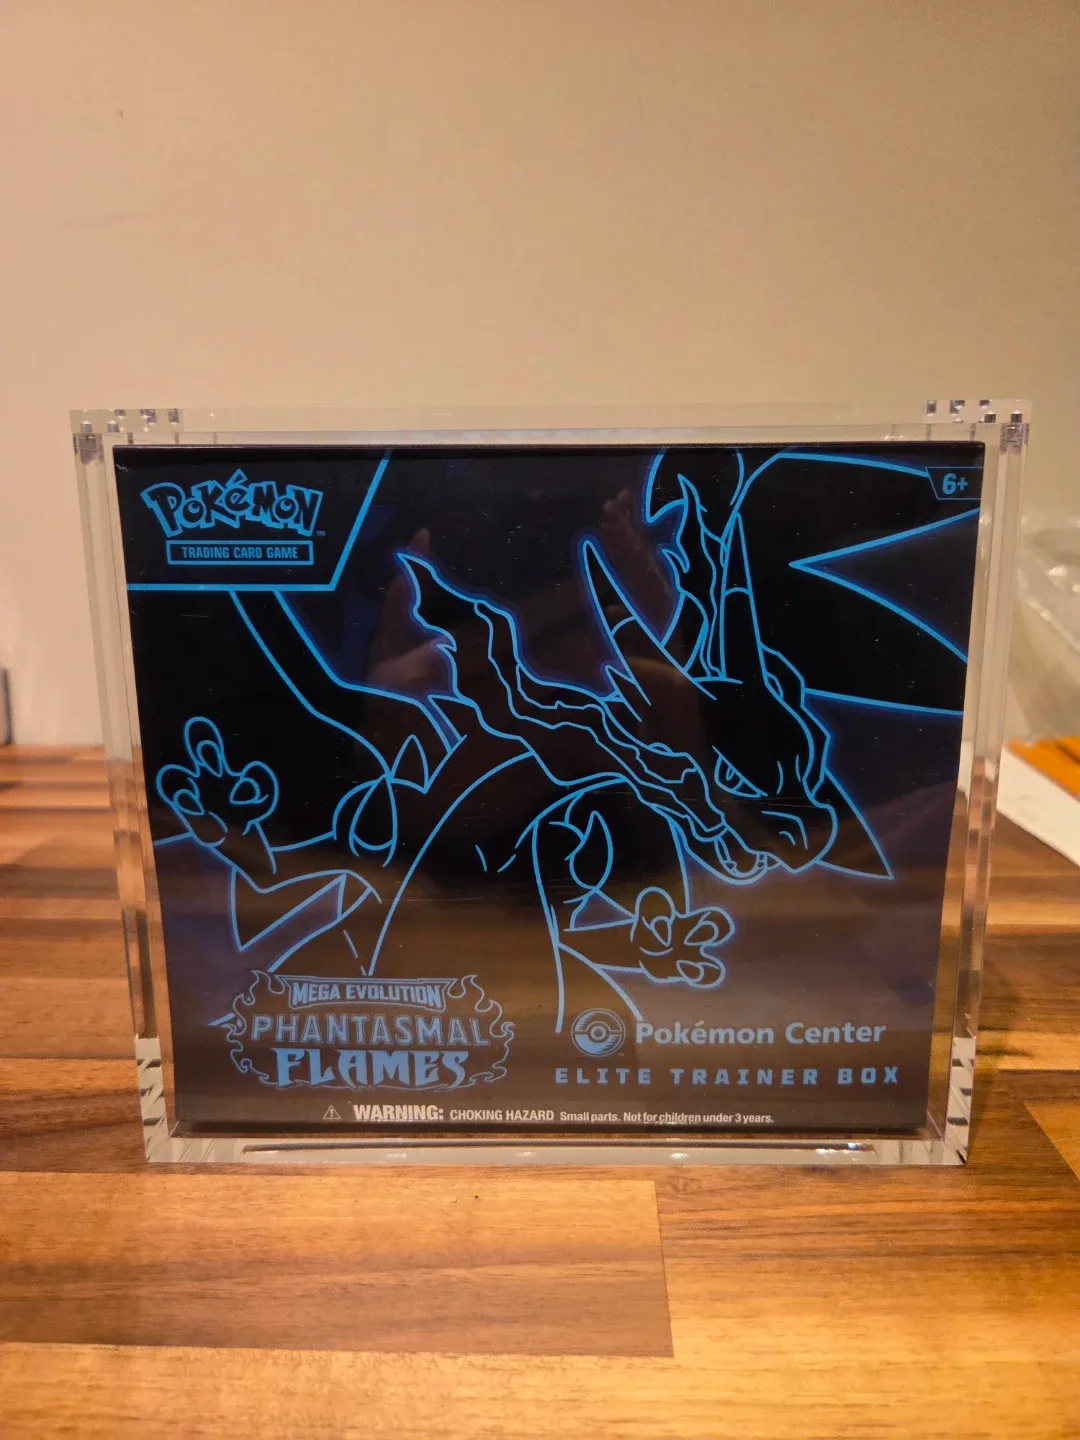 POKéMON™
TRADING CARD GAME
6+
MEGA EVOLUTION
PHANTASMAL
FLAMES
Pokémon Center
ELITE TRAINER BOX
⚠ WARNING: CHOKING HAZARD Small parts. Not for children under 3 years.